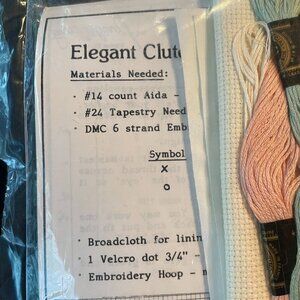 Elegant Clut
Materials Needed:
· #14 count Aida -
· #24 Tapestry Need
· DMC 6 strand Emb
Symbol
x
o
· Broadcloth for linin
· 1 Velcro dot 3/4" -
· Embroidery Hoop -